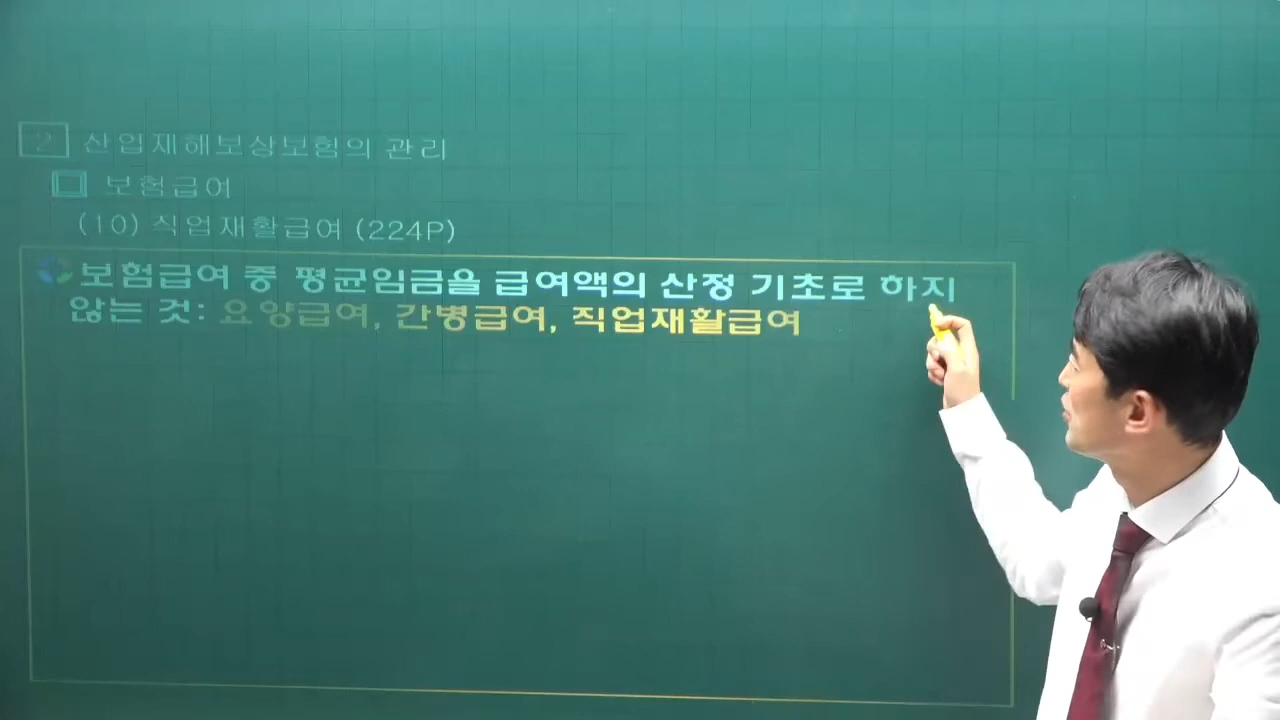 2 산업재해보상보험의 관리
보험급여
(10) 직업재활급여 (224P)
보험급여 중 평균임금을 급여액의 산정 기초로 하지
않는 것: 요양급여, 간병급여, 직업재활급여